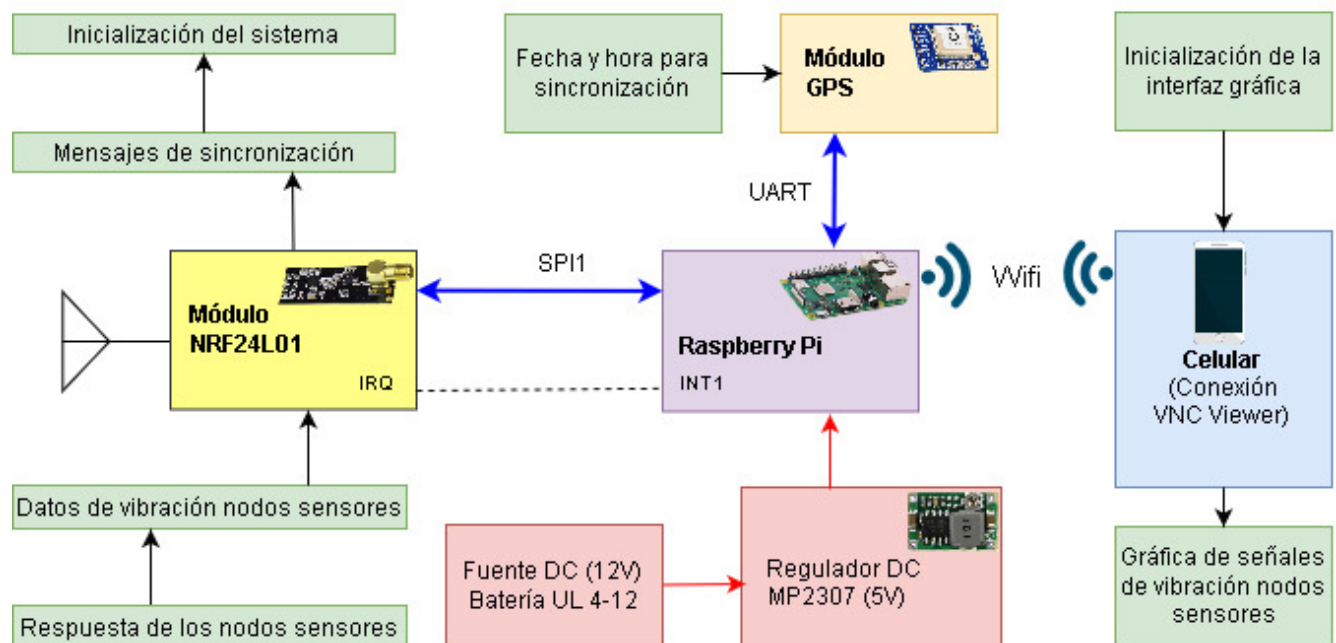 Inicialización del sistema
Mensajes de sincronización
Fecha y hora para
sincronización
Módulo
GPS
Inicialización de la
interfaz gráfica
UART
SPI1
Wifi
Módulo
NRF24L01
IRQ
Raspberry Pi
INT1
Celular
(Conexión
VNC Viewer)
Datos de vibración nodos sensores
Respuesta de los nodos sensores
Fuente DC (12V)
Batería UL 4-12
Regulador DC
MP2307 (5V)
Gráfica de señales
de vibración nodos
sensores